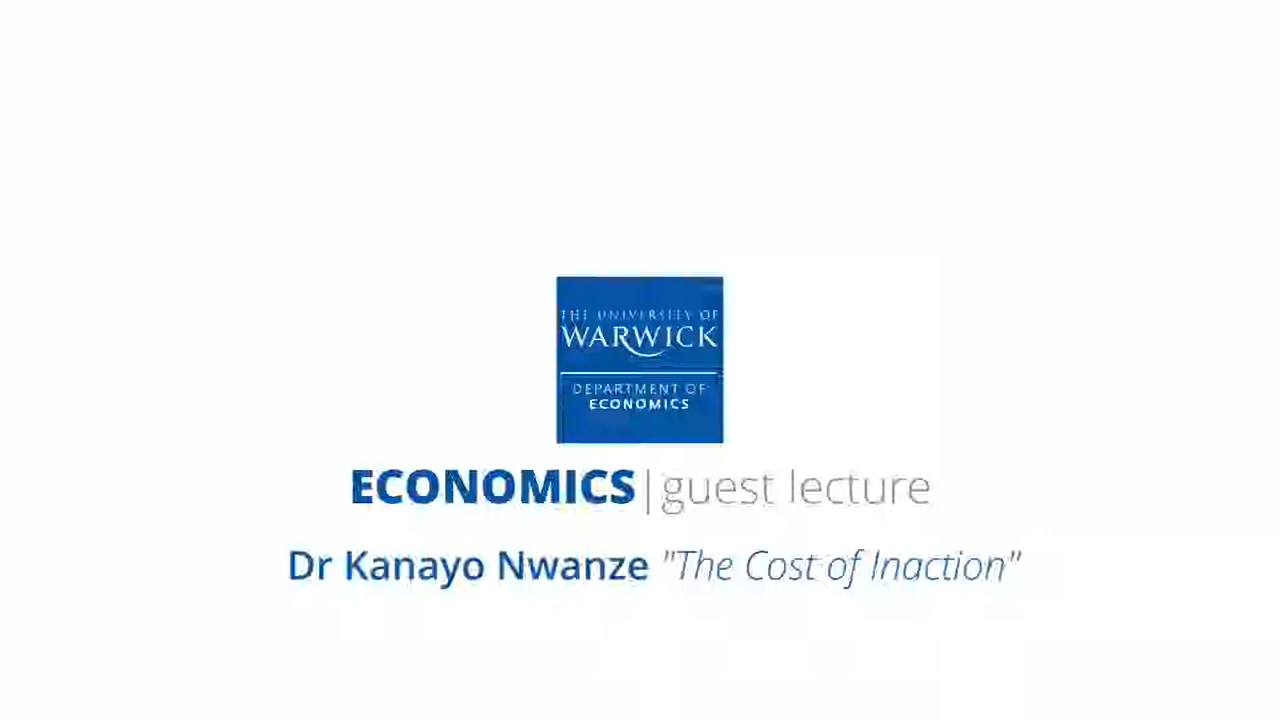 THE UNIVERSITY OF
WARWICK
DEPARTMENT OF
ECONOMICS
ECONOMICS|guest lecture
Dr Kanayo Nwanze "The Cost of Inaction"